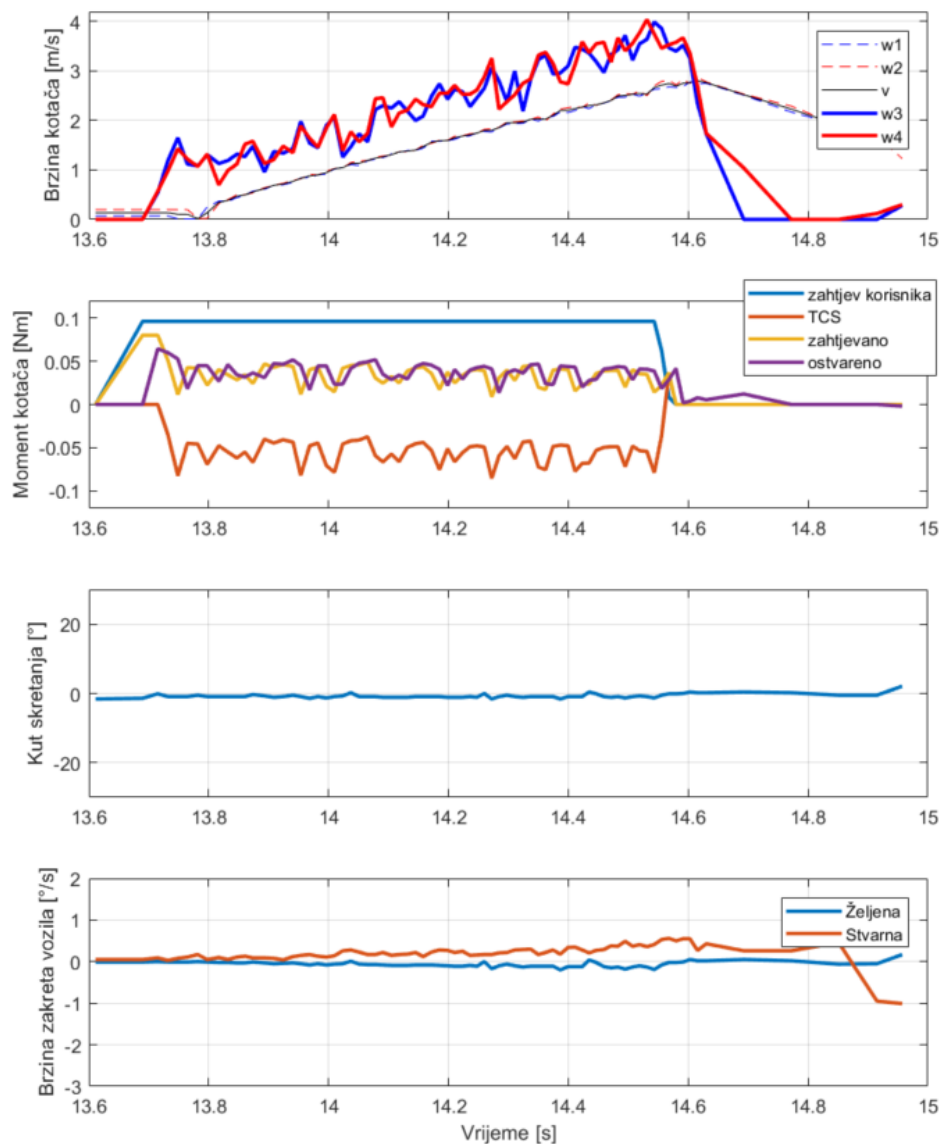 Brzina kotača [m/s]
4
3
2
1
0
w1
w2
v
w3
w4
13.6 13.8 14 14.2 14.4 14.6 14.8 15
Moment kotača [Nm]
0.1
0.05
0
-0.05
-0.1
zahtjev korisnika
TCS
zahtjevano
ostvareno
13.6 13.8 14 14.2 14.4 14.6 14.8 15
Kut skretanja [°]
20
0
-20
13.6 13.8 14 14.2 14.4 14.6 14.8 15
Brzina zakreta vozila [°/s]
2
1
0
-1
-2
-3
Željena
Stvarna
13.6 13.8 14 14.2 14.4 14.6 14.8 15
Vrijeme [s]